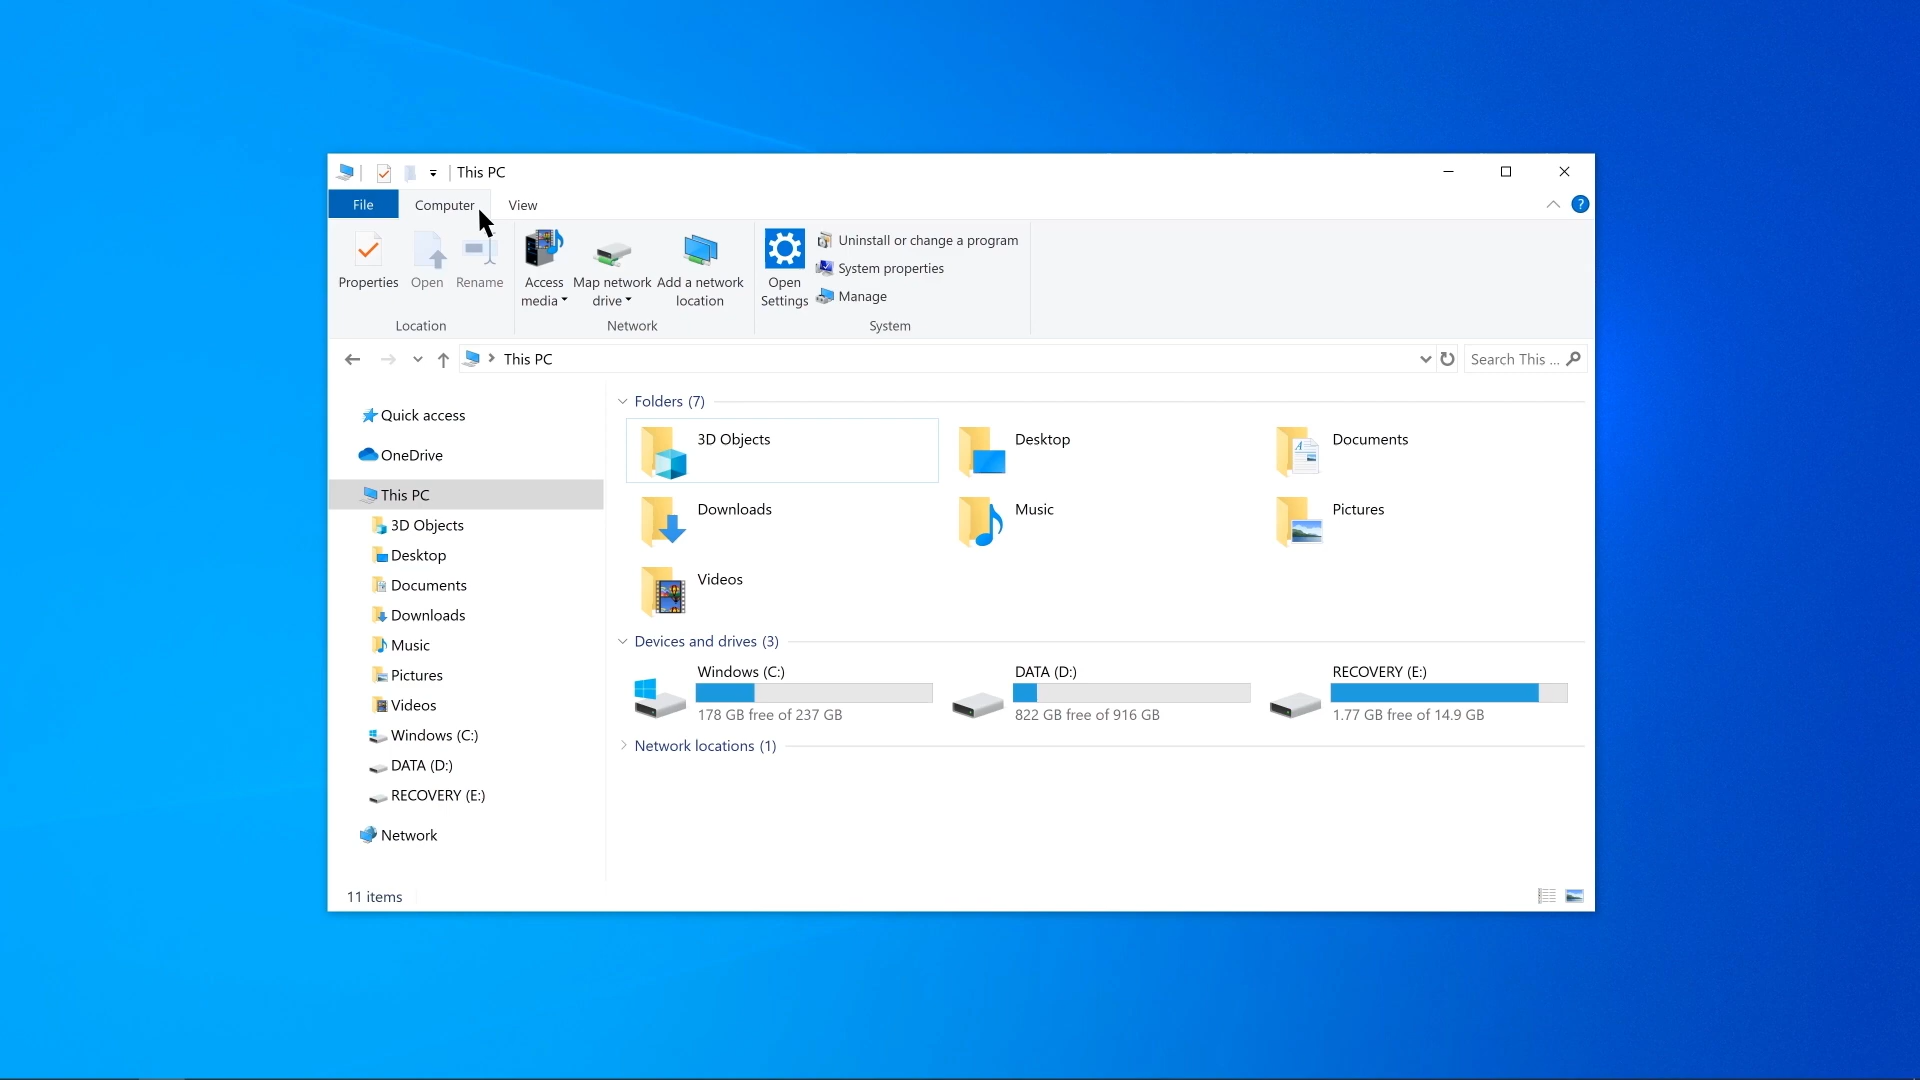 This PC
File
Computer
View
?
Properties
Open
Rename
Access media
Map network drive
Add a network location
Open Settings
Uninstall or change a program
System properties
Manage
Location
Network
System
This PC
Search This ...
Quick access
OneDrive
This PC
3D Objects
Desktop
Documents
Downloads
Music
Pictures
Videos
Windows (C:)
DATA (D:)
RECOVERY (E:)
Network
Folders (7)
3D Objects
Desktop
Documents
Downloads
Music
Pictures
Videos
Devices and drives (3)
Windows (C:)
178 GB free of 237 GB
DATA (D:)
822 GB free of 916 GB
RECOVERY (E:)
1.77 GB free of 14.9 GB
Network locations (1)
11 items